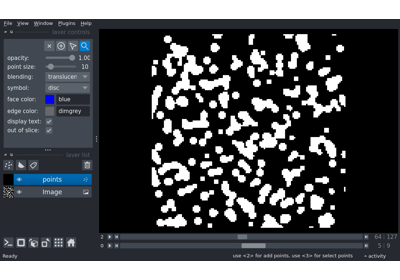 File View Window Plugins Help
layer controls
opacity: 1.00
point size: 10
blending: translucen
symbol: disc
face color: blue
edge color: dimgrey
display text:
out of slice:
layer list
points
Image
2 64 127
0 5 9
Ready use <2> for add points, use <3> for select points activity